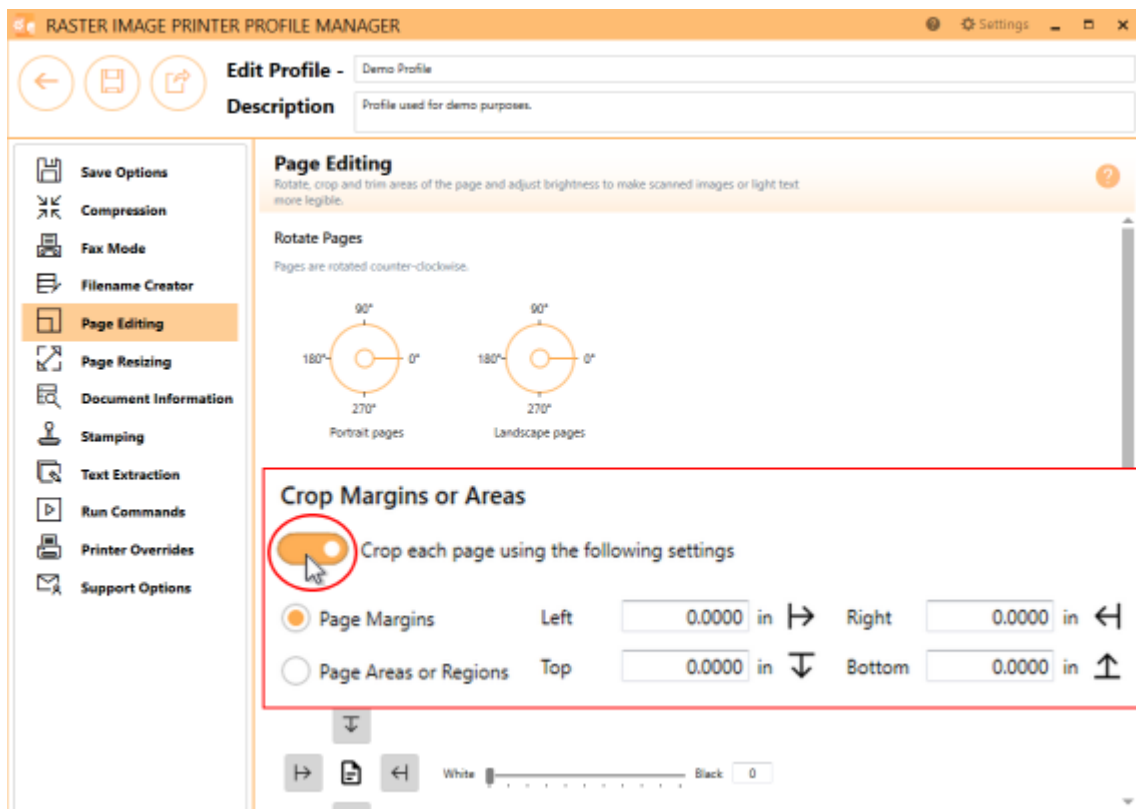 RASTER IMAGE PRINTER PROFILE MANAGER
Settings
Edit Profile - Demo Profile
Description Profile used for demo purposes.
Save Options
Compression
Fax Mode
Filename Creator
Page Editing
Page Resizing
Document Information
Stamping
Text Extraction
Run Commands
Printer Overrides
Support Options
Page Editing
Rotate, crop and trim areas of the page and adjust brightness to make scanned images or light text
more legible.
Rotate Pages
Pages are rotated counter-clockwise.
90° 90°
180° 0° 180° 0°
270° 270°
Portrait pages Landscape pages
Crop Margins or Areas
Crop each page using the following settings
Page Margins Left 0.0000 in Right 0.0000 in
Page Areas or Regions Top 0.0000 in Bottom 0.0000 in
White Black 0